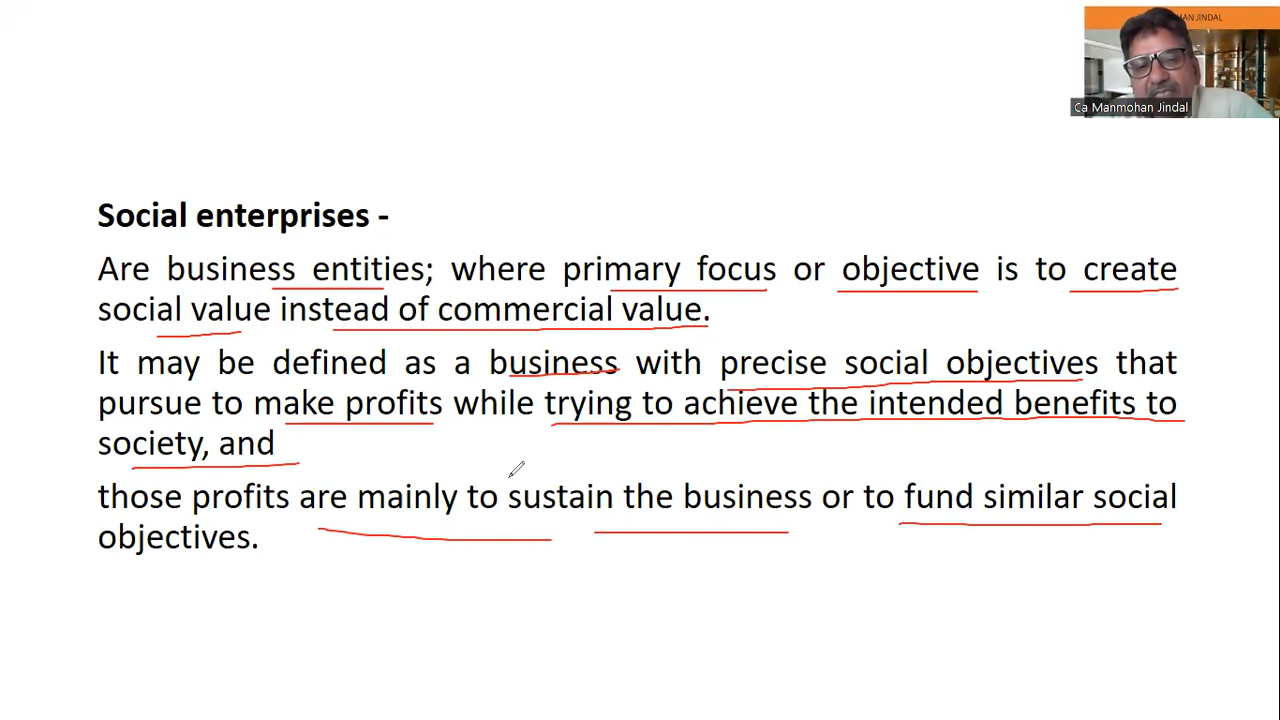 HAN JINDAL
Ca Manmohan Jindal
Social enterprises -
Are business entities; where primary focus or objective is to create
social value instead of commercial value.
It may be defined as a business with precise social objectives that
pursue to make profits while trying to achieve the intended benefits to
society, and
those profits are mainly to sustain the business or to fund similar social
objectives.